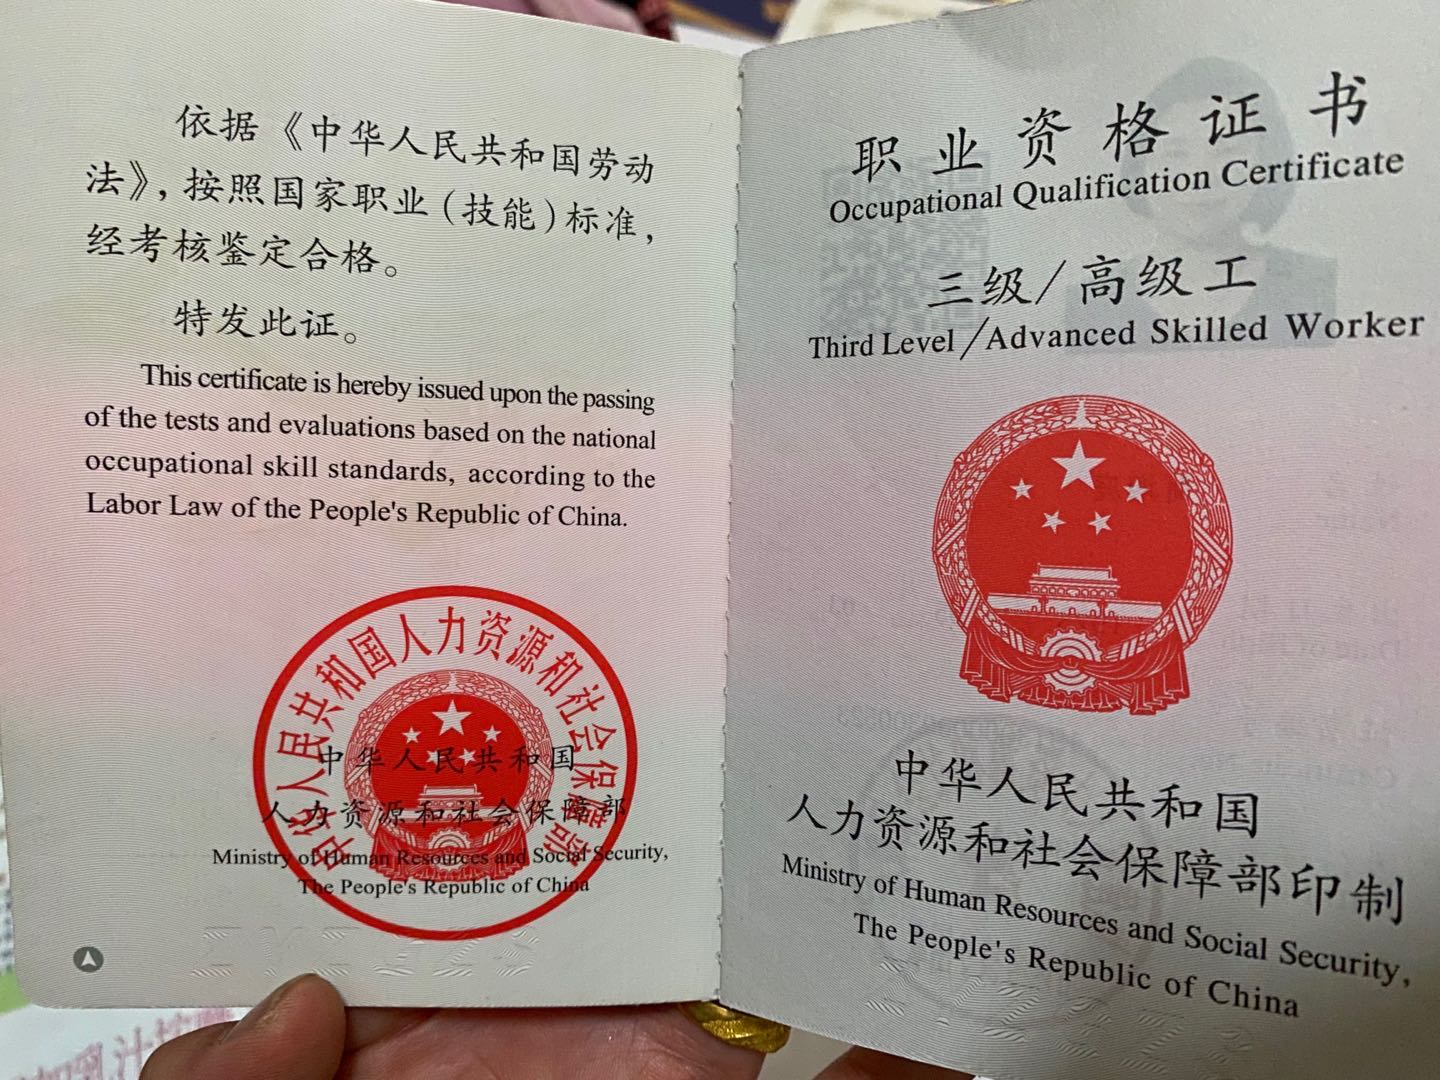 依据《中华人民共和国劳动
法》，按照国家职业（技能）标准，
经考核鉴定合格。
特发此证。
This certificate is hereby issued upon the passing
of the tests and evaluations based on the national
occupational skill standards, according to the
Labor Law of the People's Republic of China.
中华人民共和国人力资源和社会保障部
中华人民共和国
人力资源和社会保障部
Ministry of Human Resources and Social Security,
The People's Republic of China
职业资格证书
Occupational Qualification Certificate
三级/高级工
Third Level/Advanced Skilled Worker
中华人民共和国
人力资源和社会保障部印制
Ministry of Human Resources and Social Security,
The People's Republic of China